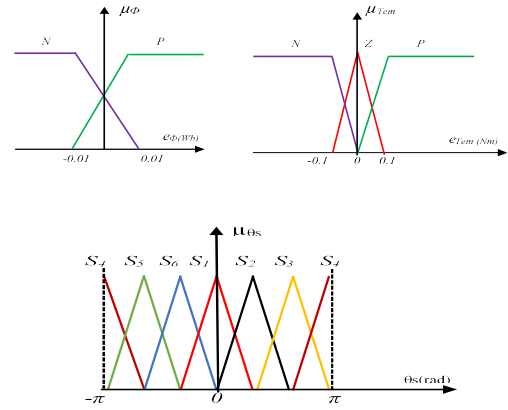 μΦ
μTem
N
P
N
Z
P
eΦ(Wb)
eTem (Nm)
-0.01
0.01
-0.1
0
0.1
μθs
S4
S5
S6
S1
S2
S3
S4
θs(rad)
-π
0
π